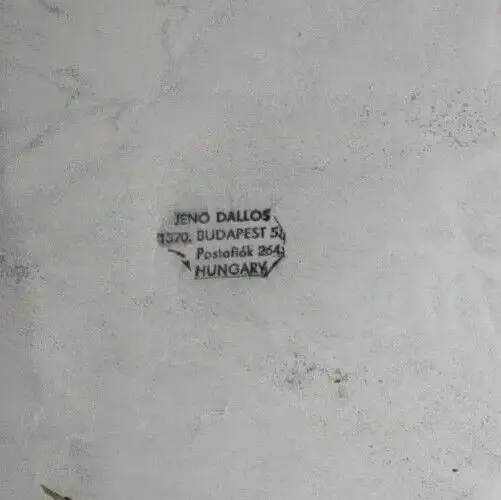 JENO DALLOS
1370, BUDAPEST 5,
Postafiók 264
HUNGARY